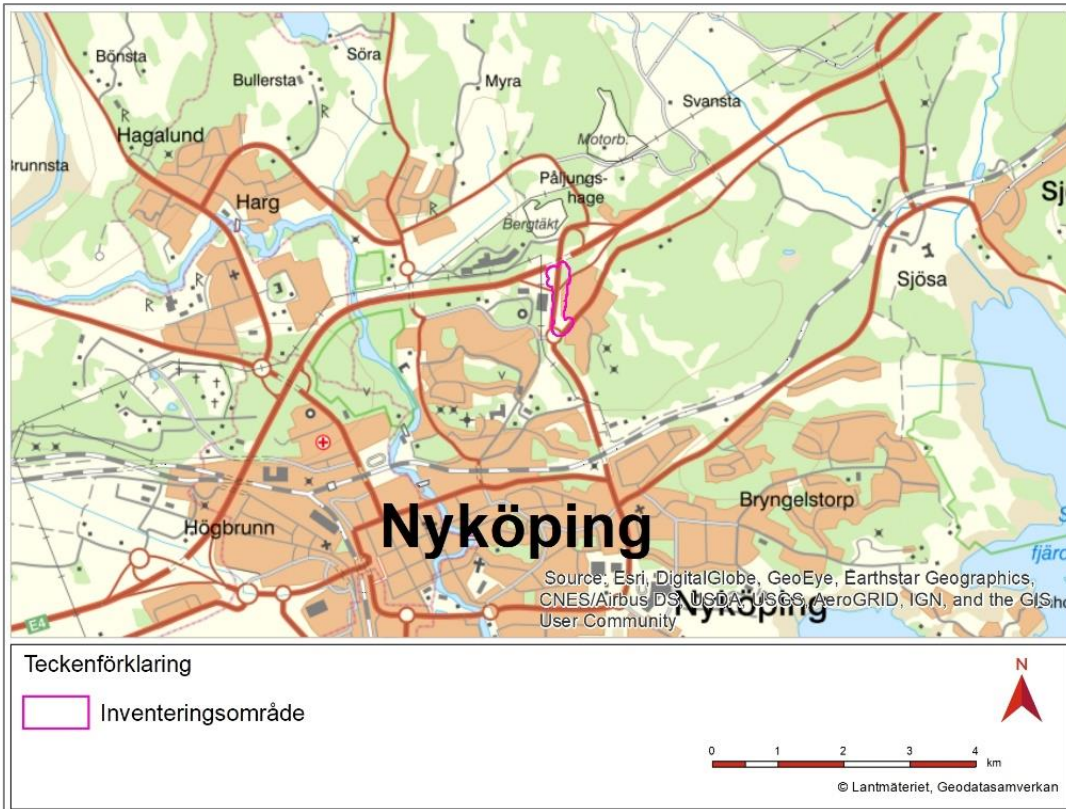 Bönsta
Söra
Bullersta
Myra
Svansta
Hagalund
Motorb.
Brunnsta
Påljungs-
hage
Harg
Bergtäkt
Sjösa
Bryngelstorp
Högbrunn
Nyköping
fjärd
Source: Esri, DigitalGlobe, GeoEye, Earthstar Geographics,
CNES/Airbus DS, USDA, USGS, AeroGRID, IGN, and the GIS
User Community
Nyköping
E4
Teckenförklaring
Inventeringsområde
N
0 1 2 3 4
km
© Lantmäteriet, Geodatasamverkan